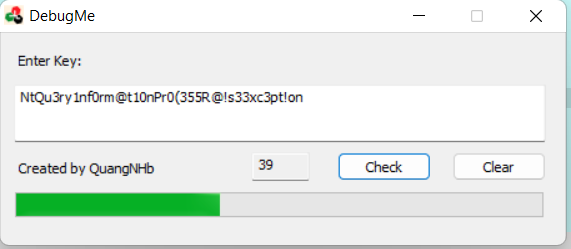 DebugMe
Enter Key:
NtQu3ry1nf0rm@t10nPr0(355R@!s33xc3pt!on
Created by QuangNHb
39
Check
Clear